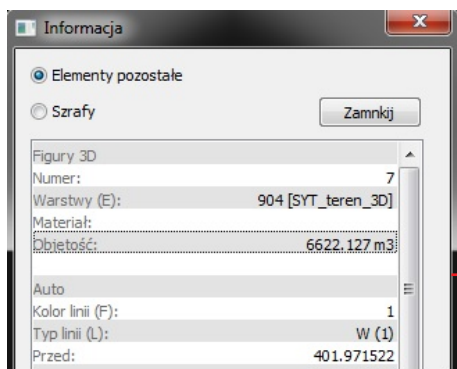 Informacja
Elementy pozostałe
Szrafy
Zamnkij
Figury 3D
Numer: 7
Warstwy (E): 904 [SYT_teren_3D]
Materiał:
Objętość: 6622.127 m3
Auto
Kolor linii (F): 1
Typ linii (L): W (1)
Przed: 401.971522